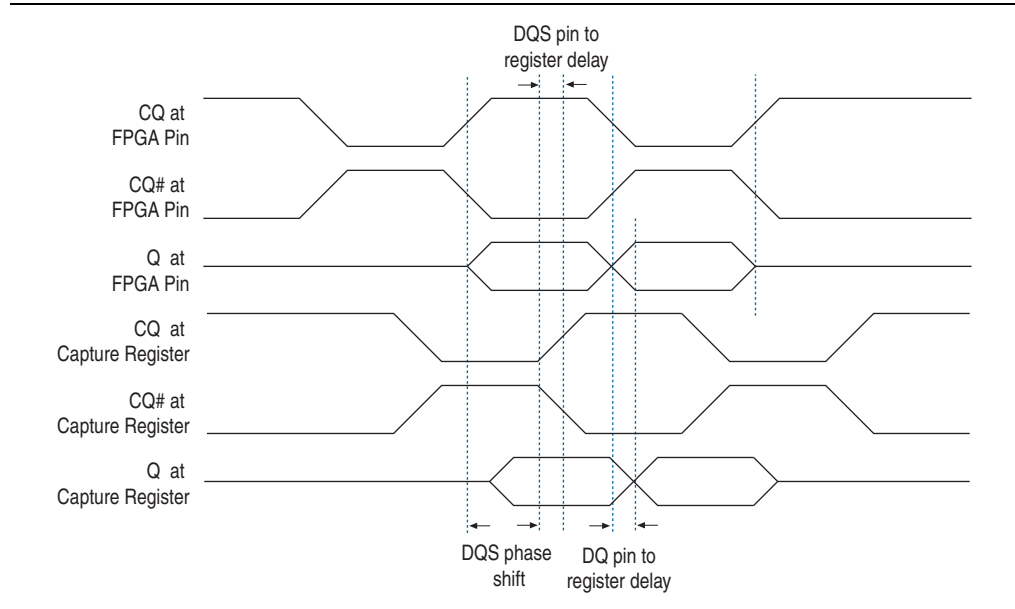 DQS pin to
register delay
CQ at
FPGA Pin
CQ# at
FPGA Pin
Q at
FPGA Pin
CQ at
Capture Register
CQ# at
Capture Register
Q at
Capture Register
DQS phase
shift
DQ pin to
register delay